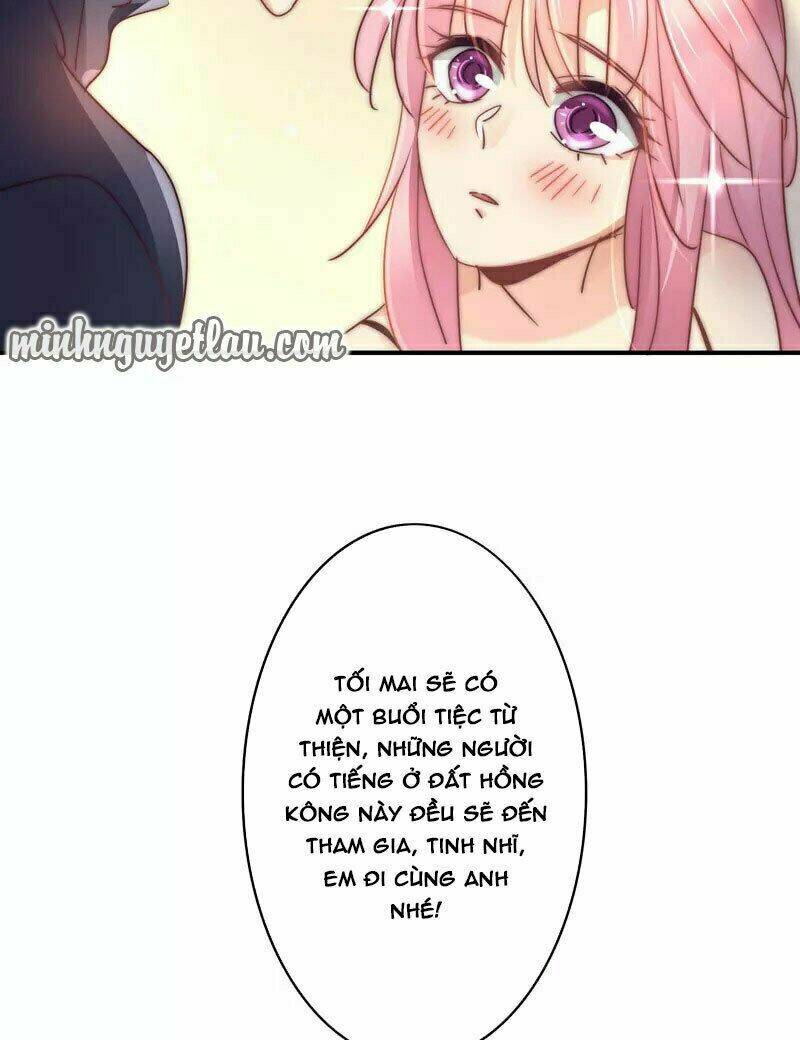 minhnguyetlau.com
TỐI MAI SẼ CÓ
MỘT BUỔI TIỆC TỪ
THIỆN, NHỮNG NGƯỜI
CÓ TIẾNG Ở ĐẤT HỒNG
KÔNG NÀY ĐỀU SẼ ĐẾN
THAM GIA, TINH NHĨ,
EM ĐI CÙNG ANH
NHÉ!